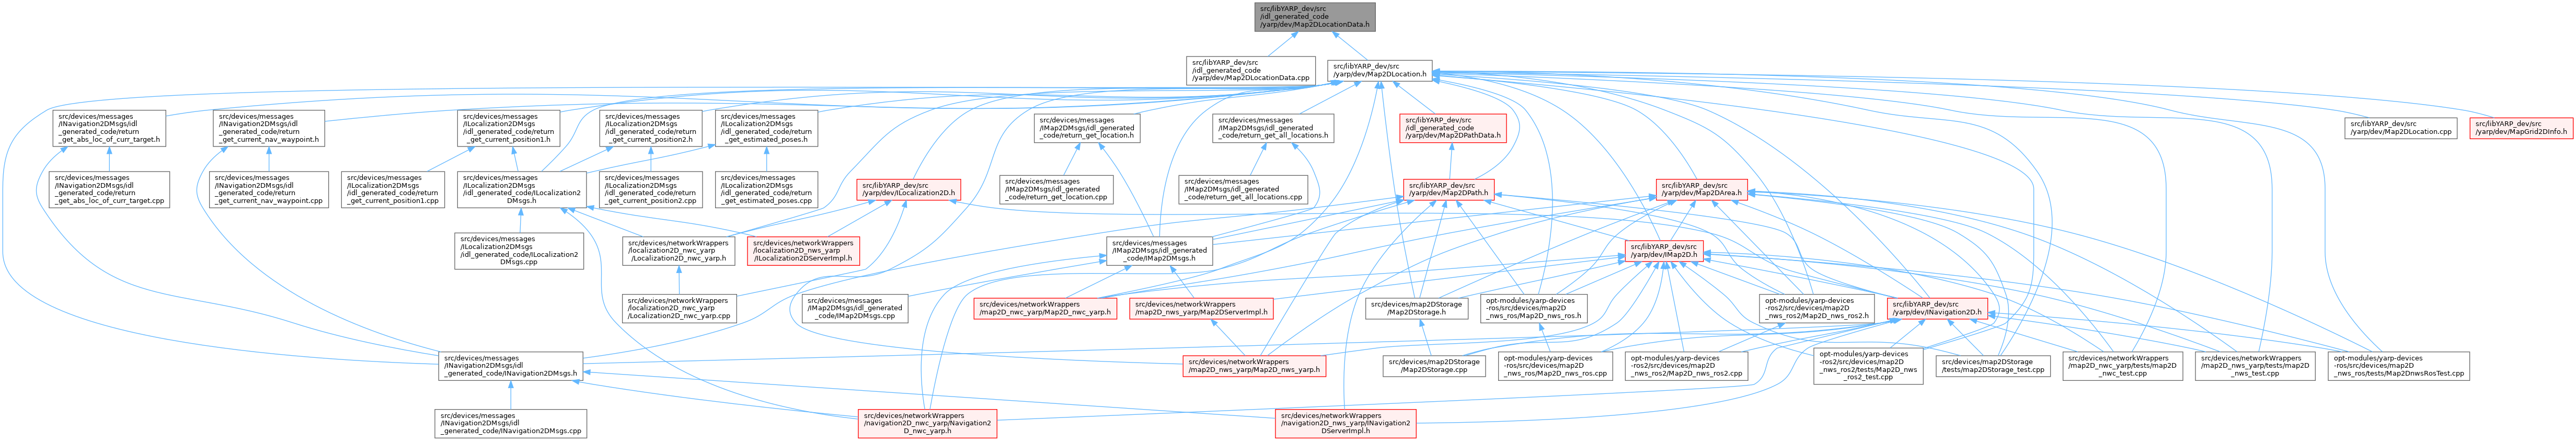 src/libYARP_dev/src
/idl_generated_code
/yarp/dev/Map2DLocationData.h
src/libYARP_dev/src
/idl_generated_code
/yarp/dev/Map2DLocationData.cpp
src/libYARP_dev/src
/yarp/dev/Map2DLocation.h
src/devices/messages
/INavigation2DMsgs/idl
_generated_code/return
_get_abs_loc_of_curr_target.h
src/devices/messages
/INavigation2DMsgs/idl
_generated_code/return
_get_current_nav_waypoint.h
src/devices/messages
/ILocalization2DMsgs
/idl_generated_code/return
_get_current_position1.h
src/devices/messages
/ILocalization2DMsgs
/idl_generated_code/return
_get_current_position2.h
src/devices/messages
/ILocalization2DMsgs
/idl_generated_code/return
_get_estimated_poses.h
src/devices/messages
/IMap2DMsgs/idl_generated
_code/return_get_location.h
src/devices/messages
/IMap2DMsgs/idl_generated
_code/return_get_all_locations.h
src/libYARP_dev/src
/idl_generated_code
/yarp/dev/Map2DPathData.h
src/libYARP_dev/src
/yarp/dev/Map2DLocation.cpp
src/libYARP_dev/src
/yarp/dev/MapGrid2DInfo.h
src/devices/messages
/INavigation2DMsgs/idl
_generated_code/return
_get_abs_loc_of_curr_target.cpp
src/devices/messages
/INavigation2DMsgs/idl
_generated_code/return
_get_current_nav_waypoint.cpp
src/devices/messages
/ILocalization2DMsgs
/idl_generated_code/return
_get_current_position1.cpp
src/devices/messages
/ILocalization2DMsgs
/idl_generated_code/ILocalization2
DMsgs.h
src/devices/messages
/ILocalization2DMsgs
/idl_generated_code/return
_get_current_position2.cpp
src/devices/messages
/ILocalization2DMsgs
/idl_generated_code/return
_get_estimated_poses.cpp
src/libYARP_dev/src
/yarp/dev/ILocalization2D.h
src/devices/messages
/IMap2DMsgs/idl_generated
_code/return_get_location.cpp
src/devices/messages
/IMap2DMsgs/idl_generated
_code/return_get_all_locations.cpp
src/libYARP_dev/src
/yarp/dev/Map2DPath.h
src/libYARP_dev/src
/yarp/dev/Map2DArea.h
src/devices/messages
/ILocalization2DMsgs
/idl_generated_code/ILocalization2
DMsgs.cpp
src/devices/networkWrappers
/localization2D_nwc_yarp
/Localization2D_nwc_yarp.h
src/devices/networkWrappers
/localization2D_nws_yarp
/ILocalization2DServerImpl.h
src/devices/messages
/IMap2DMsgs/idl_generated
_code/IMap2DMsgs.h
src/libYARP_dev/src
/yarp/dev/IMap2D.h
src/devices/networkWrappers
/localization2D_nwc_yarp
/Localization2D_nwc_yarp.cpp
src/devices/messages
/IMap2DMsgs/idl_generated
_code/IMap2DMsgs.cpp
src/devices/networkWrappers
/map2D_nwc_yarp/Map2D_nwc_yarp.h
src/devices/networkWrappers
/map2D_nws_yarp/Map2DServerImpl.h
src/devices/map2DStorage
/Map2DStorage.h
opt-modules/yarp-devices
-ros/src/devices/map2D
_nws_ros/Map2D_nws_ros.h
opt-modules/yarp-devices
-ros2/src/devices/map2D
_nws_ros2/Map2D_nws_ros2.h
src/libYARP_dev/src
/yarp/dev/INavigation2D.h
src/devices/messages
/INavigation2DMsgs/idl
_generated_code/INavigation2DMsgs.h
src/devices/networkWrappers
/map2D_nws_yarp/Map2D_nws_yarp.h
src/devices/map2DStorage
/Map2DStorage.cpp
opt-modules/yarp-devices
-ros/src/devices/map2D
_nws_ros/Map2D_nws_ros.cpp
opt-modules/yarp-devices
-ros2/src/devices/map2D
_nws_ros2/Map2D_nws_ros2.cpp
opt-modules/yarp-devices
-ros2/src/devices/map2D
_nws_ros2/tests/Map2D_nws
_ros2_test.cpp
src/devices/map2DStorage
/tests/map2DStorage_test.cpp
src/devices/networkWrappers
/map2D_nwc_yarp/tests/map2D
_nwc_test.cpp
src/devices/networkWrappers
/map2D_nws_yarp/tests/map2D
_nws_test.cpp
opt-modules/yarp-devices
-ros/src/devices/map2D
_nws_ros/tests/Map2DnwsRosTest.cpp
src/devices/messages
/INavigation2DMsgs/idl
_generated_code/INavigation2DMsgs.cpp
src/devices/networkWrappers
/navigation2D_nwc_yarp/Navigation2
D_nwc_yarp.h
src/devices/networkWrappers
/navigation2D_nws_yarp/INavigation2
DServerImpl.h